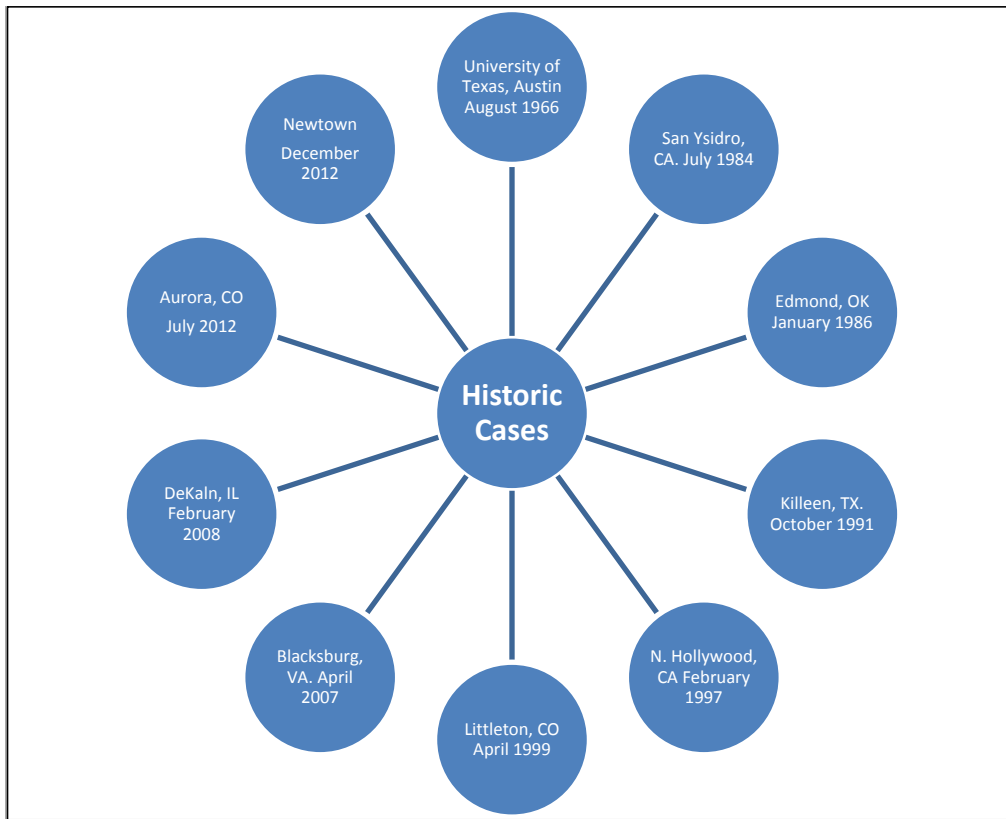 University of
Texas, Austin
August 1966
San Ysidro,
CA. July 1984
Edmond, OK
January 1986
Killeen, TX.
October 1991
N. Hollywood,
CA February
1997
Littleton, CO
April 1999
Blacksburg,
VA. April
2007
DeKaln, IL
February
2008
Aurora, CO
July 2012
Newtown
December
2012
Historic
Cases